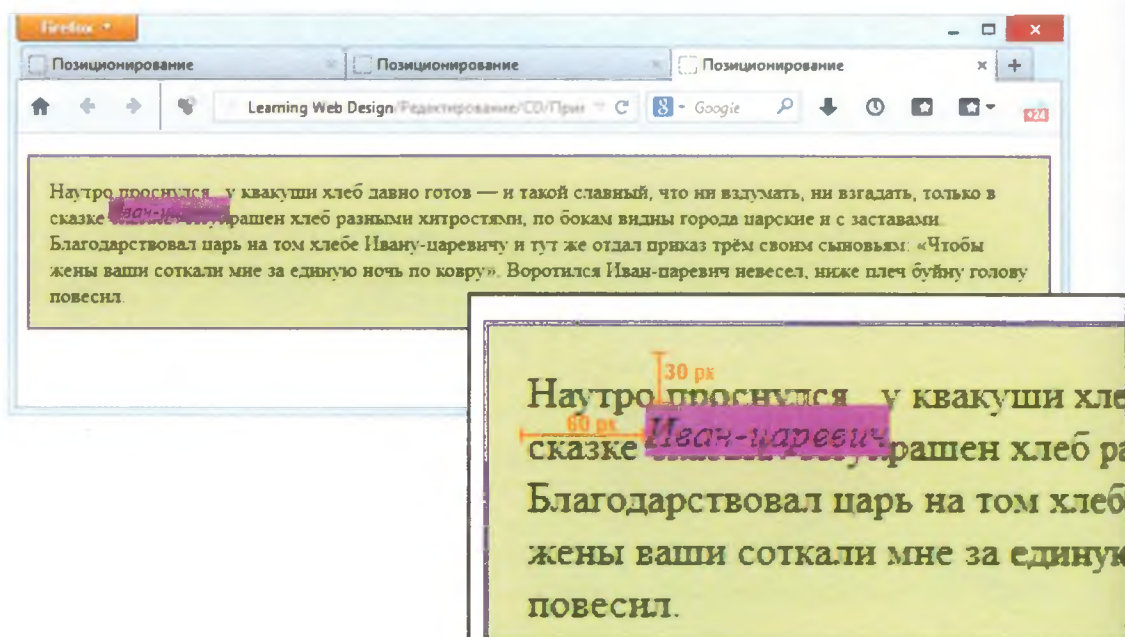 Firefox
Позиционирование
Позиционирование
Позиционирование
Learning Web Design/Редактирование/CD/Прим
Google
Наутро проснулся у квакуши хлеб давно готов — и такой славный, что ни вздумать, ни взгадать, только в
сказке Иван-царевич рашен хлеб разными хитростями, по бокам видны города царские и с заставами.
Благодарствовал царь на том хлебе Ивану-царевичу и тут же отдал приказ трём своим сыновьям: «Чтобы
жены ваши соткали мне за единую ночь по ковру». Воротился Иван-царевич невесел, ниже плеч буйну голову
повесил.
30 px
Наутро проснулся у квакуши хле
60 px
Иван-царевич
сказке рашен хлеб ра
Благодарствовал царь на том хлеб
жены ваши соткали мне за единую
повесил.